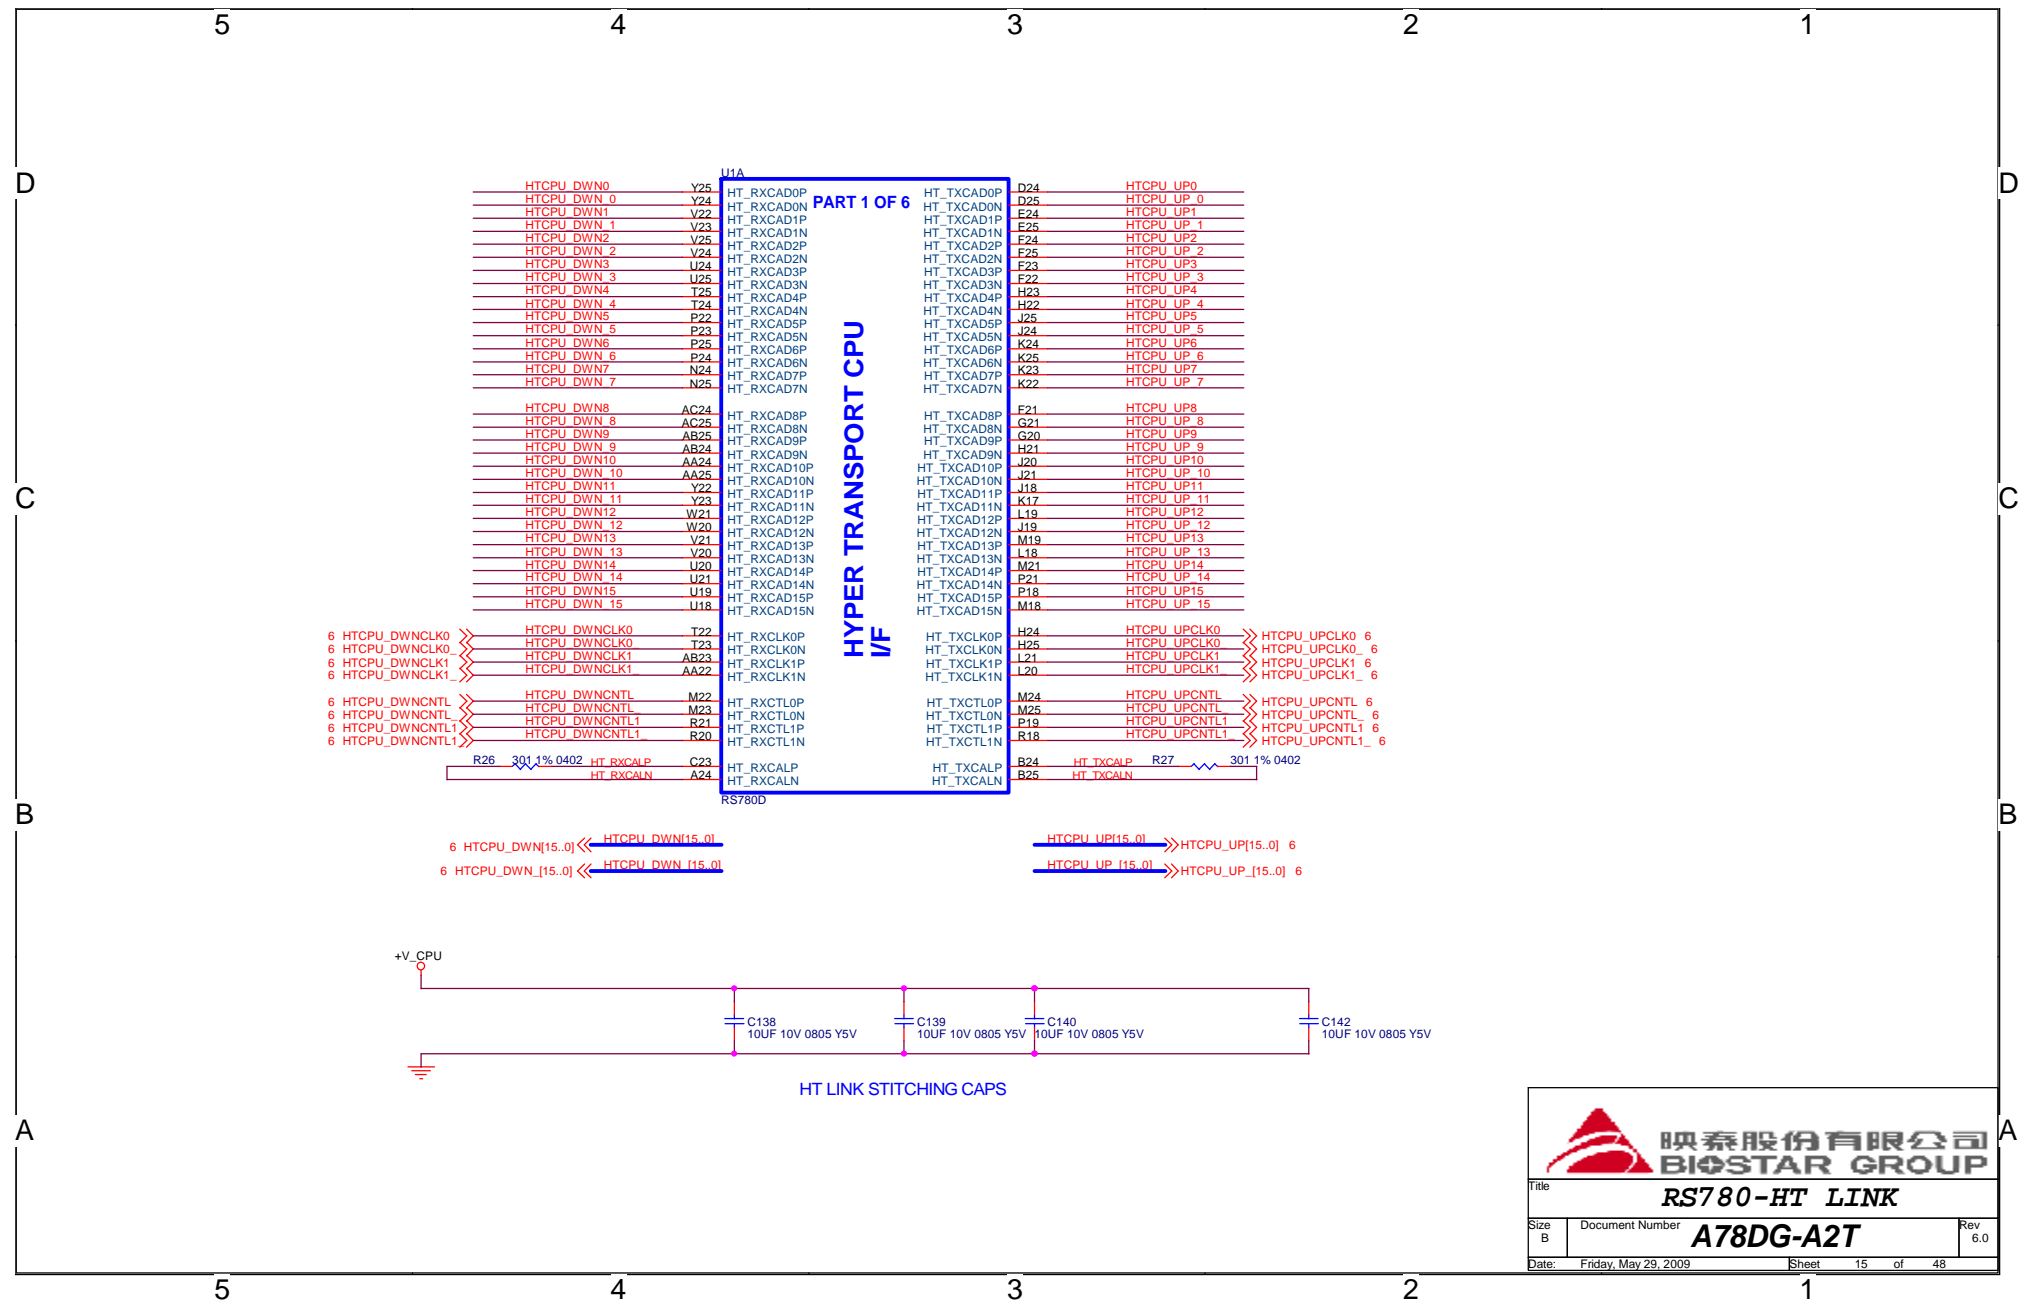 5 4 3 2 1
D D
C C
B B
A A
U1A
PART 1 OF 6
HYPER TRANSPORT CPU
I/F
HTCPU_DWN0 Y25 HT_RXCAD0P HT_TXCAD0P D24 HTCPU_UP0
HTCPU_DWN_0 Y24 HT_RXCAD0N HT_TXCAD0N D25 HTCPU_UP_0
HTCPU_DWN1 V22 HT_RXCAD1P HT_TXCAD1P E24 HTCPU_UP1
HTCPU_DWN_1 V23 HT_RXCAD1N HT_TXCAD1N E25 HTCPU_UP_1
HTCPU_DWN2 V25 HT_RXCAD2P HT_TXCAD2P F24 HTCPU_UP2
HTCPU_DWN_2 V24 HT_RXCAD2N HT_TXCAD2N F25 HTCPU_UP_2
HTCPU_DWN3 U24 HT_RXCAD3P HT_TXCAD3P F23 HTCPU_UP3
HTCPU_DWN_3 U25 HT_RXCAD3N HT_TXCAD3N F22 HTCPU_UP_3
HTCPU_DWN4 T25 HT_RXCAD4P HT_TXCAD4P H23 HTCPU_UP4
HTCPU_DWN_4 T24 HT_RXCAD4N HT_TXCAD4N H22 HTCPU_UP_4
HTCPU_DWN5 P22 HT_RXCAD5P HT_TXCAD5P J25 HTCPU_UP5
HTCPU_DWN_5 P23 HT_RXCAD5N HT_TXCAD5N J24 HTCPU_UP_5
HTCPU_DWN6 P25 HT_RXCAD6P HT_TXCAD6P K24 HTCPU_UP6
HTCPU_DWN_6 P24 HT_RXCAD6N HT_TXCAD6N K25 HTCPU_UP_6
HTCPU_DWN7 N24 HT_RXCAD7P HT_TXCAD7P K23 HTCPU_UP7
HTCPU_DWN_7 N25 HT_RXCAD7N HT_TXCAD7N K22 HTCPU_UP_7
HTCPU_DWN8 AC24 HT_RXCAD8P HT_TXCAD8P F21 HTCPU_UP8
HTCPU_DWN_8 AC25 HT_RXCAD8N HT_TXCAD8N G21 HTCPU_UP_8
HTCPU_DWN9 AB25 HT_RXCAD9P HT_TXCAD9P G20 HTCPU_UP9
HTCPU_DWN_9 AB24 HT_RXCAD9N HT_TXCAD9N H21 HTCPU_UP_9
HTCPU_DWN10 AA24 HT_RXCAD10P HT_TXCAD10P J20 HTCPU_UP10
HTCPU_DWN_10 AA25 HT_RXCAD10N HT_TXCAD10N J21 HTCPU_UP_10
HTCPU_DWN11 Y22 HT_RXCAD11P HT_TXCAD11P J18 HTCPU_UP11
HTCPU_DWN_11 Y23 HT_RXCAD11N HT_TXCAD11N K17 HTCPU_UP_11
HTCPU_DWN12 W21 HT_RXCAD12P HT_TXCAD12P L19 HTCPU_UP12
HTCPU_DWN_12 W20 HT_RXCAD12N HT_TXCAD12N J19 HTCPU_UP_12
HTCPU_DWN13 V21 HT_RXCAD13P HT_TXCAD13P M19 HTCPU_UP13
HTCPU_DWN_13 V20 HT_RXCAD13N HT_TXCAD13N L18 HTCPU_UP_13
HTCPU_DWN14 U20 HT_RXCAD14P HT_TXCAD14P M21 HTCPU_UP14
HTCPU_DWN_14 U21 HT_RXCAD14N HT_TXCAD14N P21 HTCPU_UP_14
HTCPU_DWN15 U19 HT_RXCAD15P HT_TXCAD15P P18 HTCPU_UP15
HTCPU_DWN_15 U18 HT_RXCAD15N HT_TXCAD15N M18 HTCPU_UP_15
6 HTCPU_DWNCLK0 HTCPU_DWNCLK0 T22 HT_RXCLK0P HT_TXCLK0P H24 HTCPU_UPCLK0 HTCPU_UPCLK0 6
6 HTCPU_DWNCLK0_ HTCPU_DWNCLK0_ T23 HT_RXCLK0N HT_TXCLK0N H25 HTCPU_UPCLK0_ HTCPU_UPCLK0_ 6
6 HTCPU_DWNCLK1 HTCPU_DWNCLK1 AB23 HT_RXCLK1P HT_TXCLK1P L21 HTCPU_UPCLK1 HTCPU_UPCLK1 6
6 HTCPU_DWNCLK1_ HTCPU_DWNCLK1_ AA22 HT_RXCLK1N HT_TXCLK1N L20 HTCPU_UPCLK1_ HTCPU_UPCLK1_ 6
6 HTCPU_DWNCNTL HTCPU_DWNCNTL M22 HT_RXCTL0P HT_TXCTL0P M24 HTCPU_UPCNTL HTCPU_UPCNTL 6
6 HTCPU_DWNCNTL_ HTCPU_DWNCNTL_ M23 HT_RXCTL0N HT_TXCTL0N M25 HTCPU_UPCNTL_ HTCPU_UPCNTL_ 6
6 HTCPU_DWNCNTL1 HTCPU_DWNCNTL1 R21 HT_RXCTL1P HT_TXCTL1P P19 HTCPU_UPCNTL1 HTCPU_UPCNTL1 6
6 HTCPU_DWNCNTL1_ HTCPU_DWNCNTL1_ R20 HT_RXCTL1N HT_TXCTL1N R18 HTCPU_UPCNTL1_ HTCPU_UPCNTL1_ 6
R26 301 1% 0402 HT_RXCALP C23 HT_RXCALP HT_TXCALP B24 HT_TXCALP R27 301 1% 0402
HT_RXCALN A24 HT_RXCALN HT_TXCALN B25 HT_TXCALN
RS780D
6 HTCPU_DWN[15..0] HTCPU_DWN[15..0] HTCPU_UP[15..0] HTCPU_UP[15..0] 6
6 HTCPU_DWN_[15..0] HTCPU_DWN_[15..0] HTCPU_UP_[15..0] HTCPU_UP_[15..0] 6
+V_CPU
C138 C139 C140 C142
10UF 10V 0805 Y5V 10UF 10V 0805 Y5V 10UF 10V 0805 Y5V 10UF 10V 0805 Y5V
HT LINK STITCHING CAPS
映泰股份有限公司
BIOSTAR GROUP
Title
RS780-HT LINK
Size Document Number Rev
B A78DG-A2T 6.0
Date: Friday, May 29, 2009 Sheet 15 of 48
5 4 3 2 1